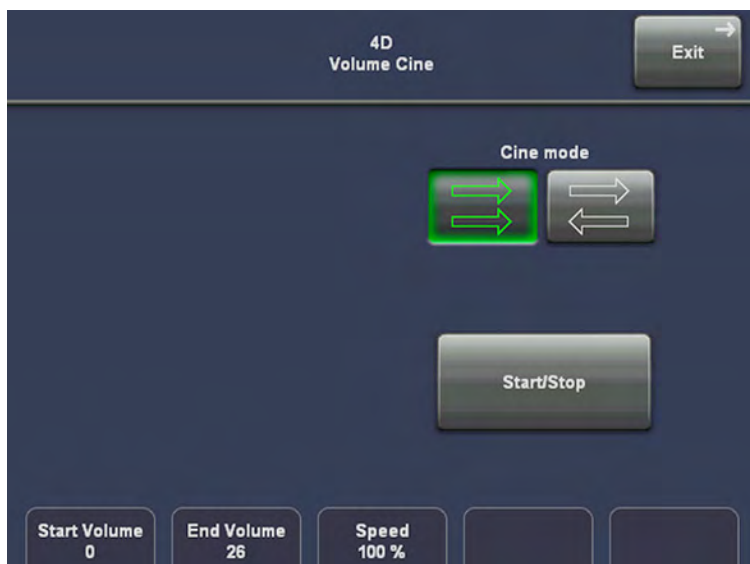 4D
Volume Cine
Exit
Cine mode
Start/Stop
Start Volume
0
End Volume
26
Speed
100 %